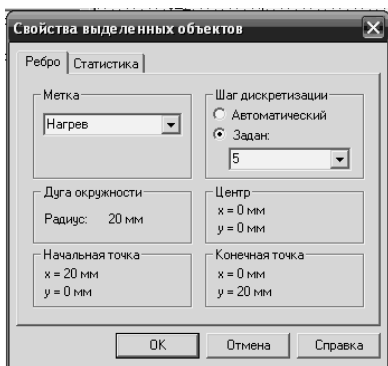 Свойства выделенных объектов
Ребро Статистика
Метка
Нагрев
Шаг дискретизации
Автоматический
Задан:
5
Дуга окружности
Радиус: 20 мм
Центр
x = 0 мм
y = 0 мм
Начальная точка
x = 20 мм
y = 0 мм
Конечная точка
x = 0 мм
y = 20 мм
OK Отмена Справка